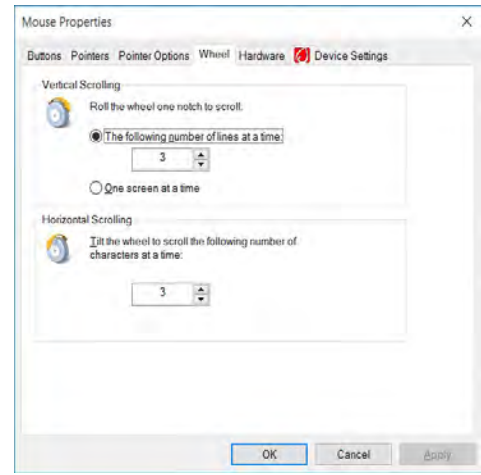 Mouse Properties
Buttons Pointers Pointer Options Wheel Hardware Device Settings
Vertical Scrolling
Roll the wheel one notch to scroll.
The following number of lines at a time:
3
One screen at a time
Horizontal Scrolling
Tilt the wheel to scroll the following number of
characters at a time:
3
OK Cancel Apply